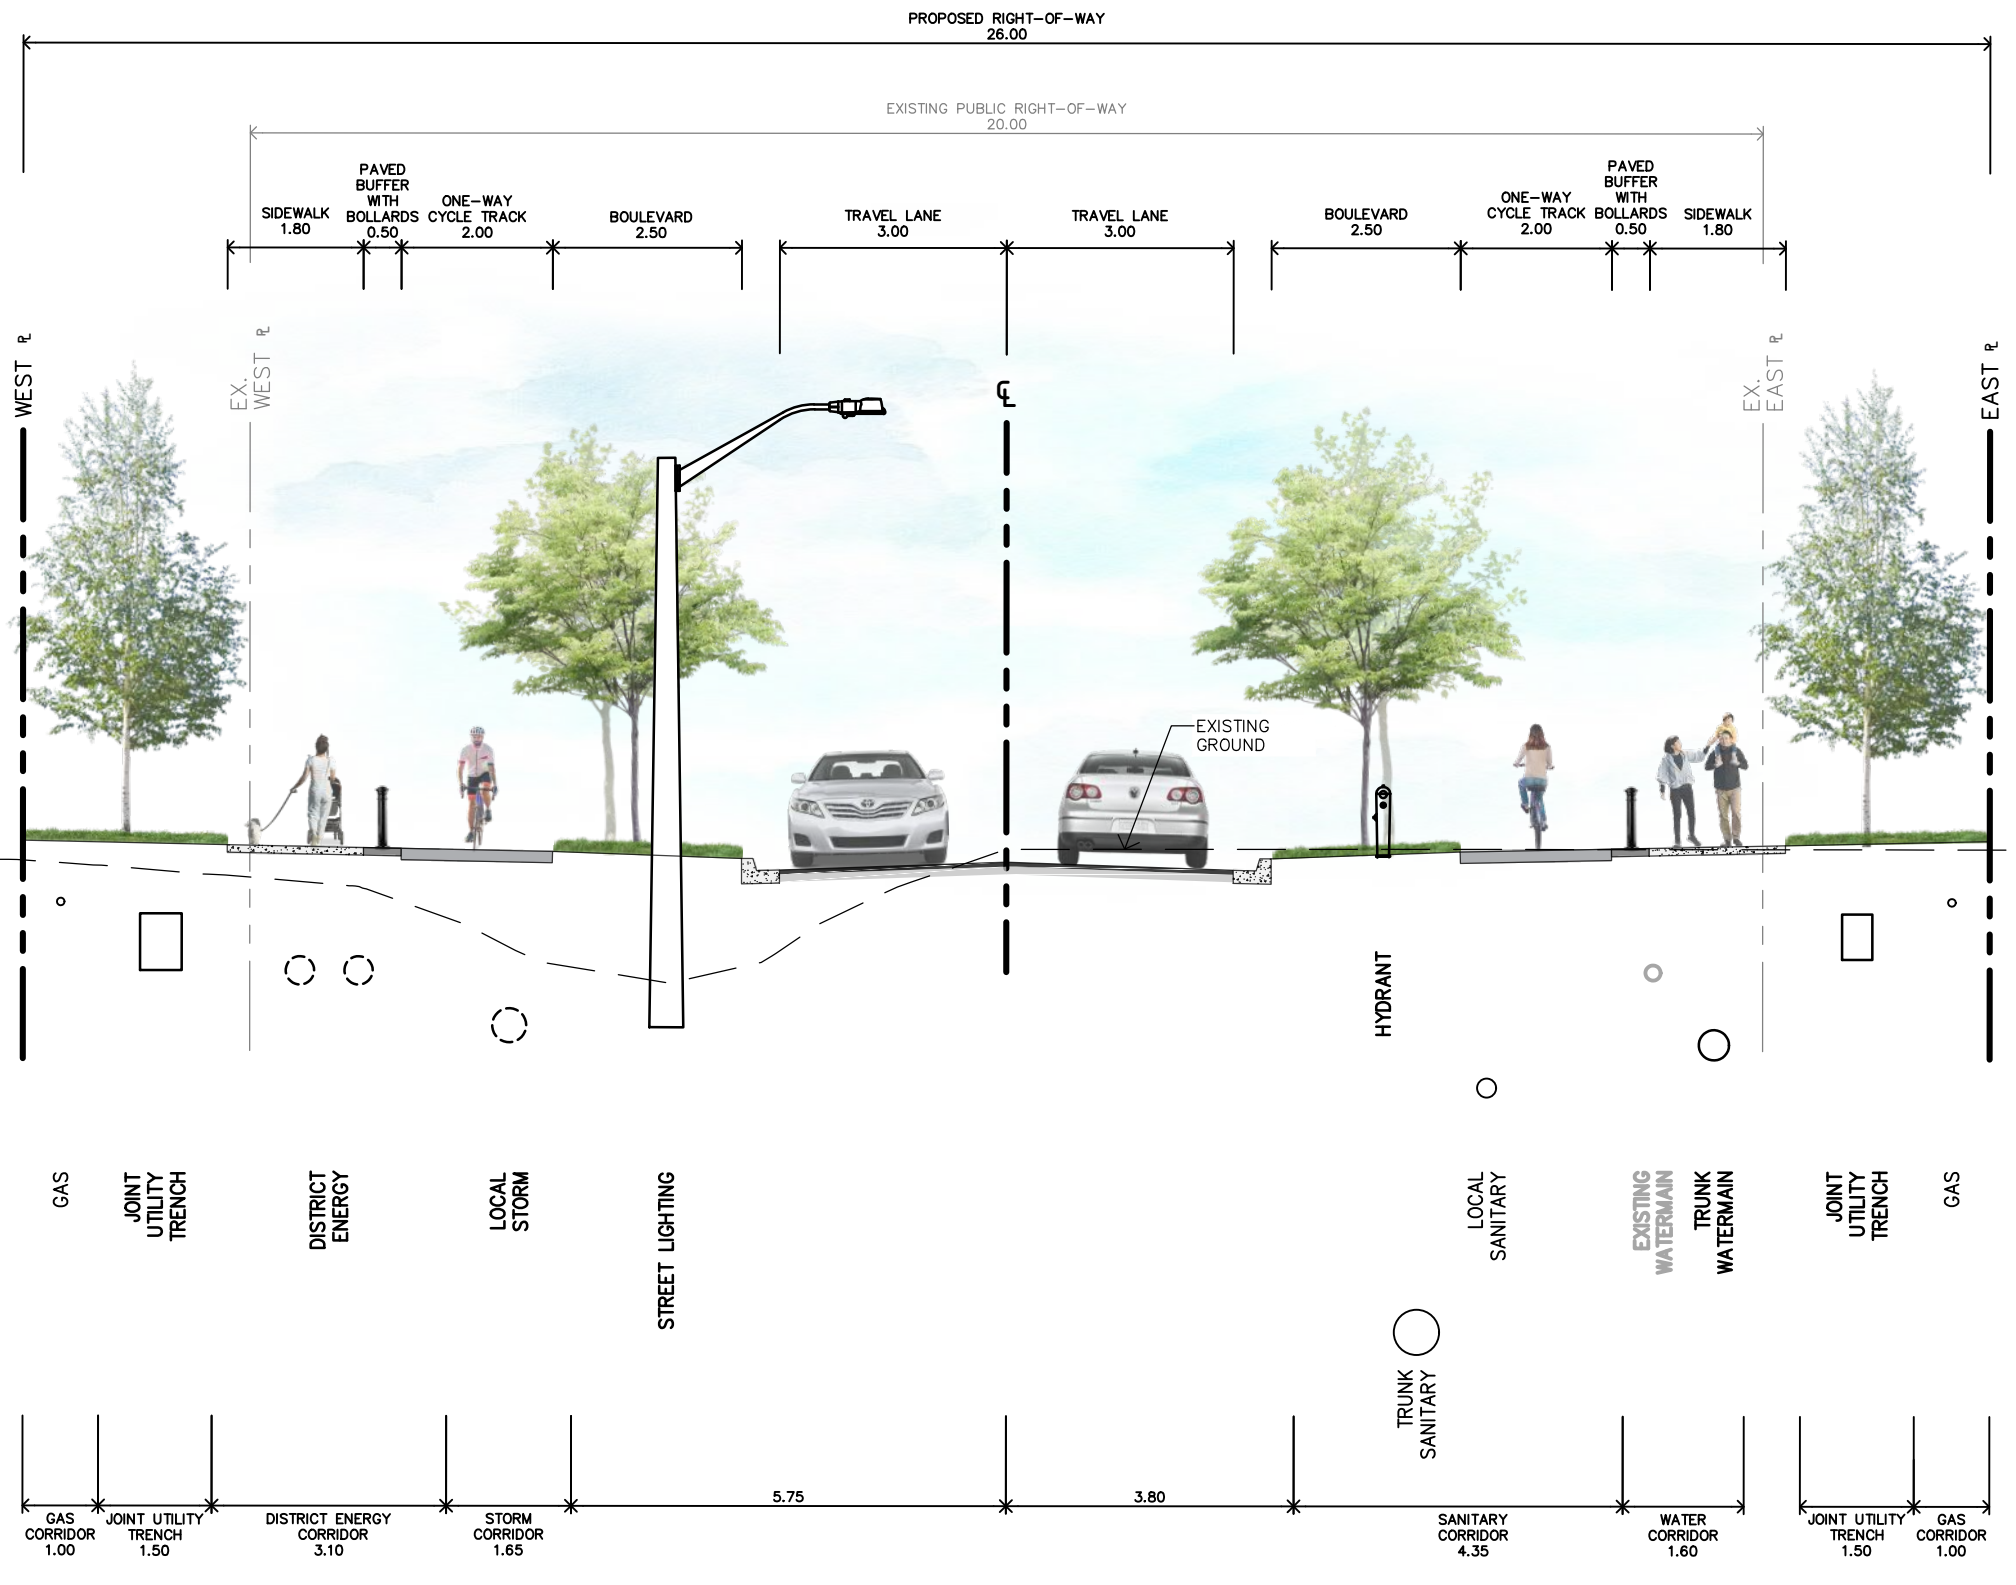 PROPOSED RIGHT-OF-WAY
26.00
EXISTING PUBLIC RIGHT-OF-WAY
20.00
SIDEWALK
1.80
PAVED
BUFFER
WITH
BOLLARDS
0.50
ONE-WAY
CYCLE TRACK
2.00
BOULEVARD
2.50
TRAVEL LANE
3.00
TRAVEL LANE
3.00
BOULEVARD
2.50
ONE-WAY
CYCLE TRACK
2.00
PAVED
BUFFER
WITH
BOLLARDS
0.50
SIDEWALK
1.80
WEST PL
EX.
WEST PL
CL
EX.
EAST PL
EAST PL
EXISTING
GROUND
HYDRANT
GAS
JOINT
UTILITY
TRENCH
DISTRICT
ENERGY
LOCAL
STORM
STREET LIGHTING
LOCAL
SANITARY
EXISTING
WATERMAIN
TRUNK
WATERMAIN
JOINT
UTILITY
TRENCH
GAS
TRUNK
SANITARY
GAS
CORRIDOR
1.00
JOINT UTILITY
TRENCH
1.50
DISTRICT ENERGY
CORRIDOR
3.10
STORM
CORRIDOR
1.65
5.75
3.80
SANITARY
CORRIDOR
4.35
WATER
CORRIDOR
1.60
JOINT UTILITY
TRENCH
1.50
GAS
CORRIDOR
1.00